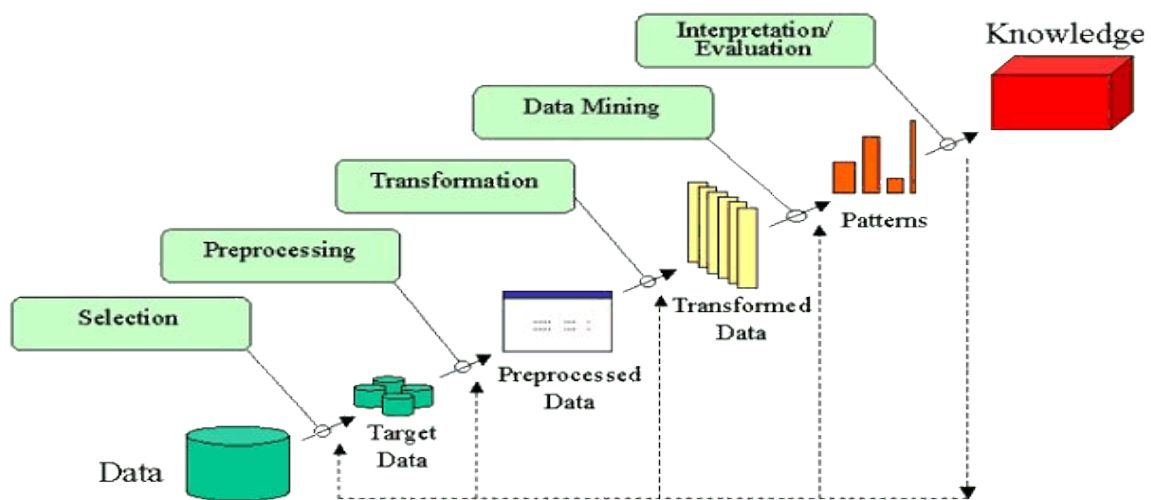 Interpretation/
Evaluation
Knowledge
Data Mining
Transformation
Patterns
Preprocessing
Transformed
Data
Selection
Preprocessed
Data
Target
Data
Data